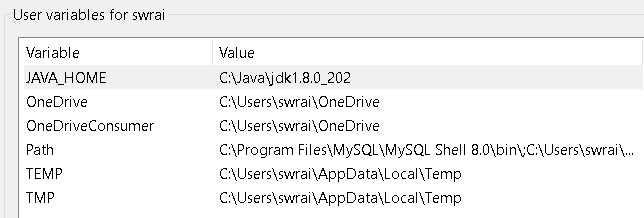 User variables for swrai
Variable Value
JAVA_HOME C:\Java\jdk1.8.0_202
OneDrive C:\Users\swrai\OneDrive
OneDriveConsumer C:\Users\swrai\OneDrive
Path C:\Program Files\MySQL\MySQL Shell 8.0\bin\;C:\Users\swrai\...
TEMP C:\Users\swrai\AppData\Local\Temp
TMP C:\Users\swrai\AppData\Local\Temp